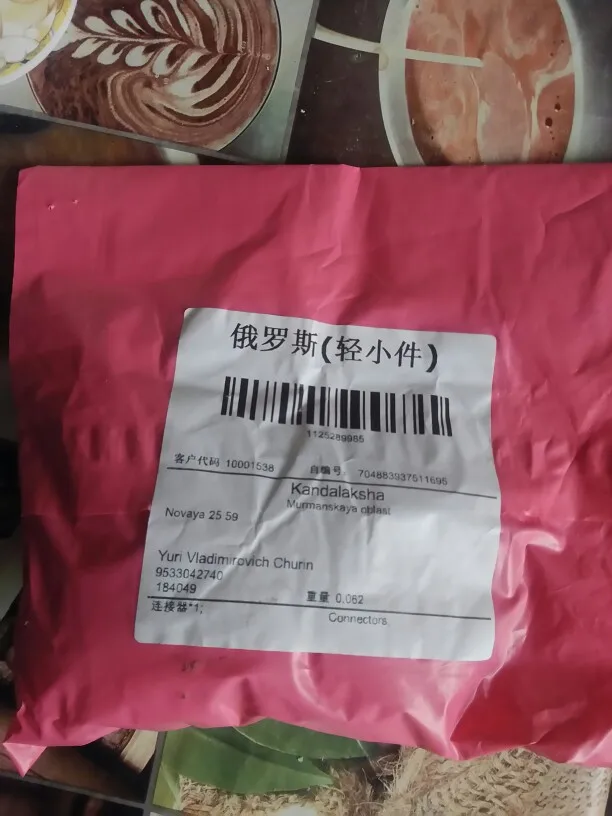 俄罗斯(轻小件)
1125289985
客户代码 10001538 自编号 704883937511695
Kandalaksha
Murmanskaya oblast
Novaya 25 59
Yuri Vladimirovich Churin
9533042740
184049 重量 0.062
连接器*1;
Connectors,